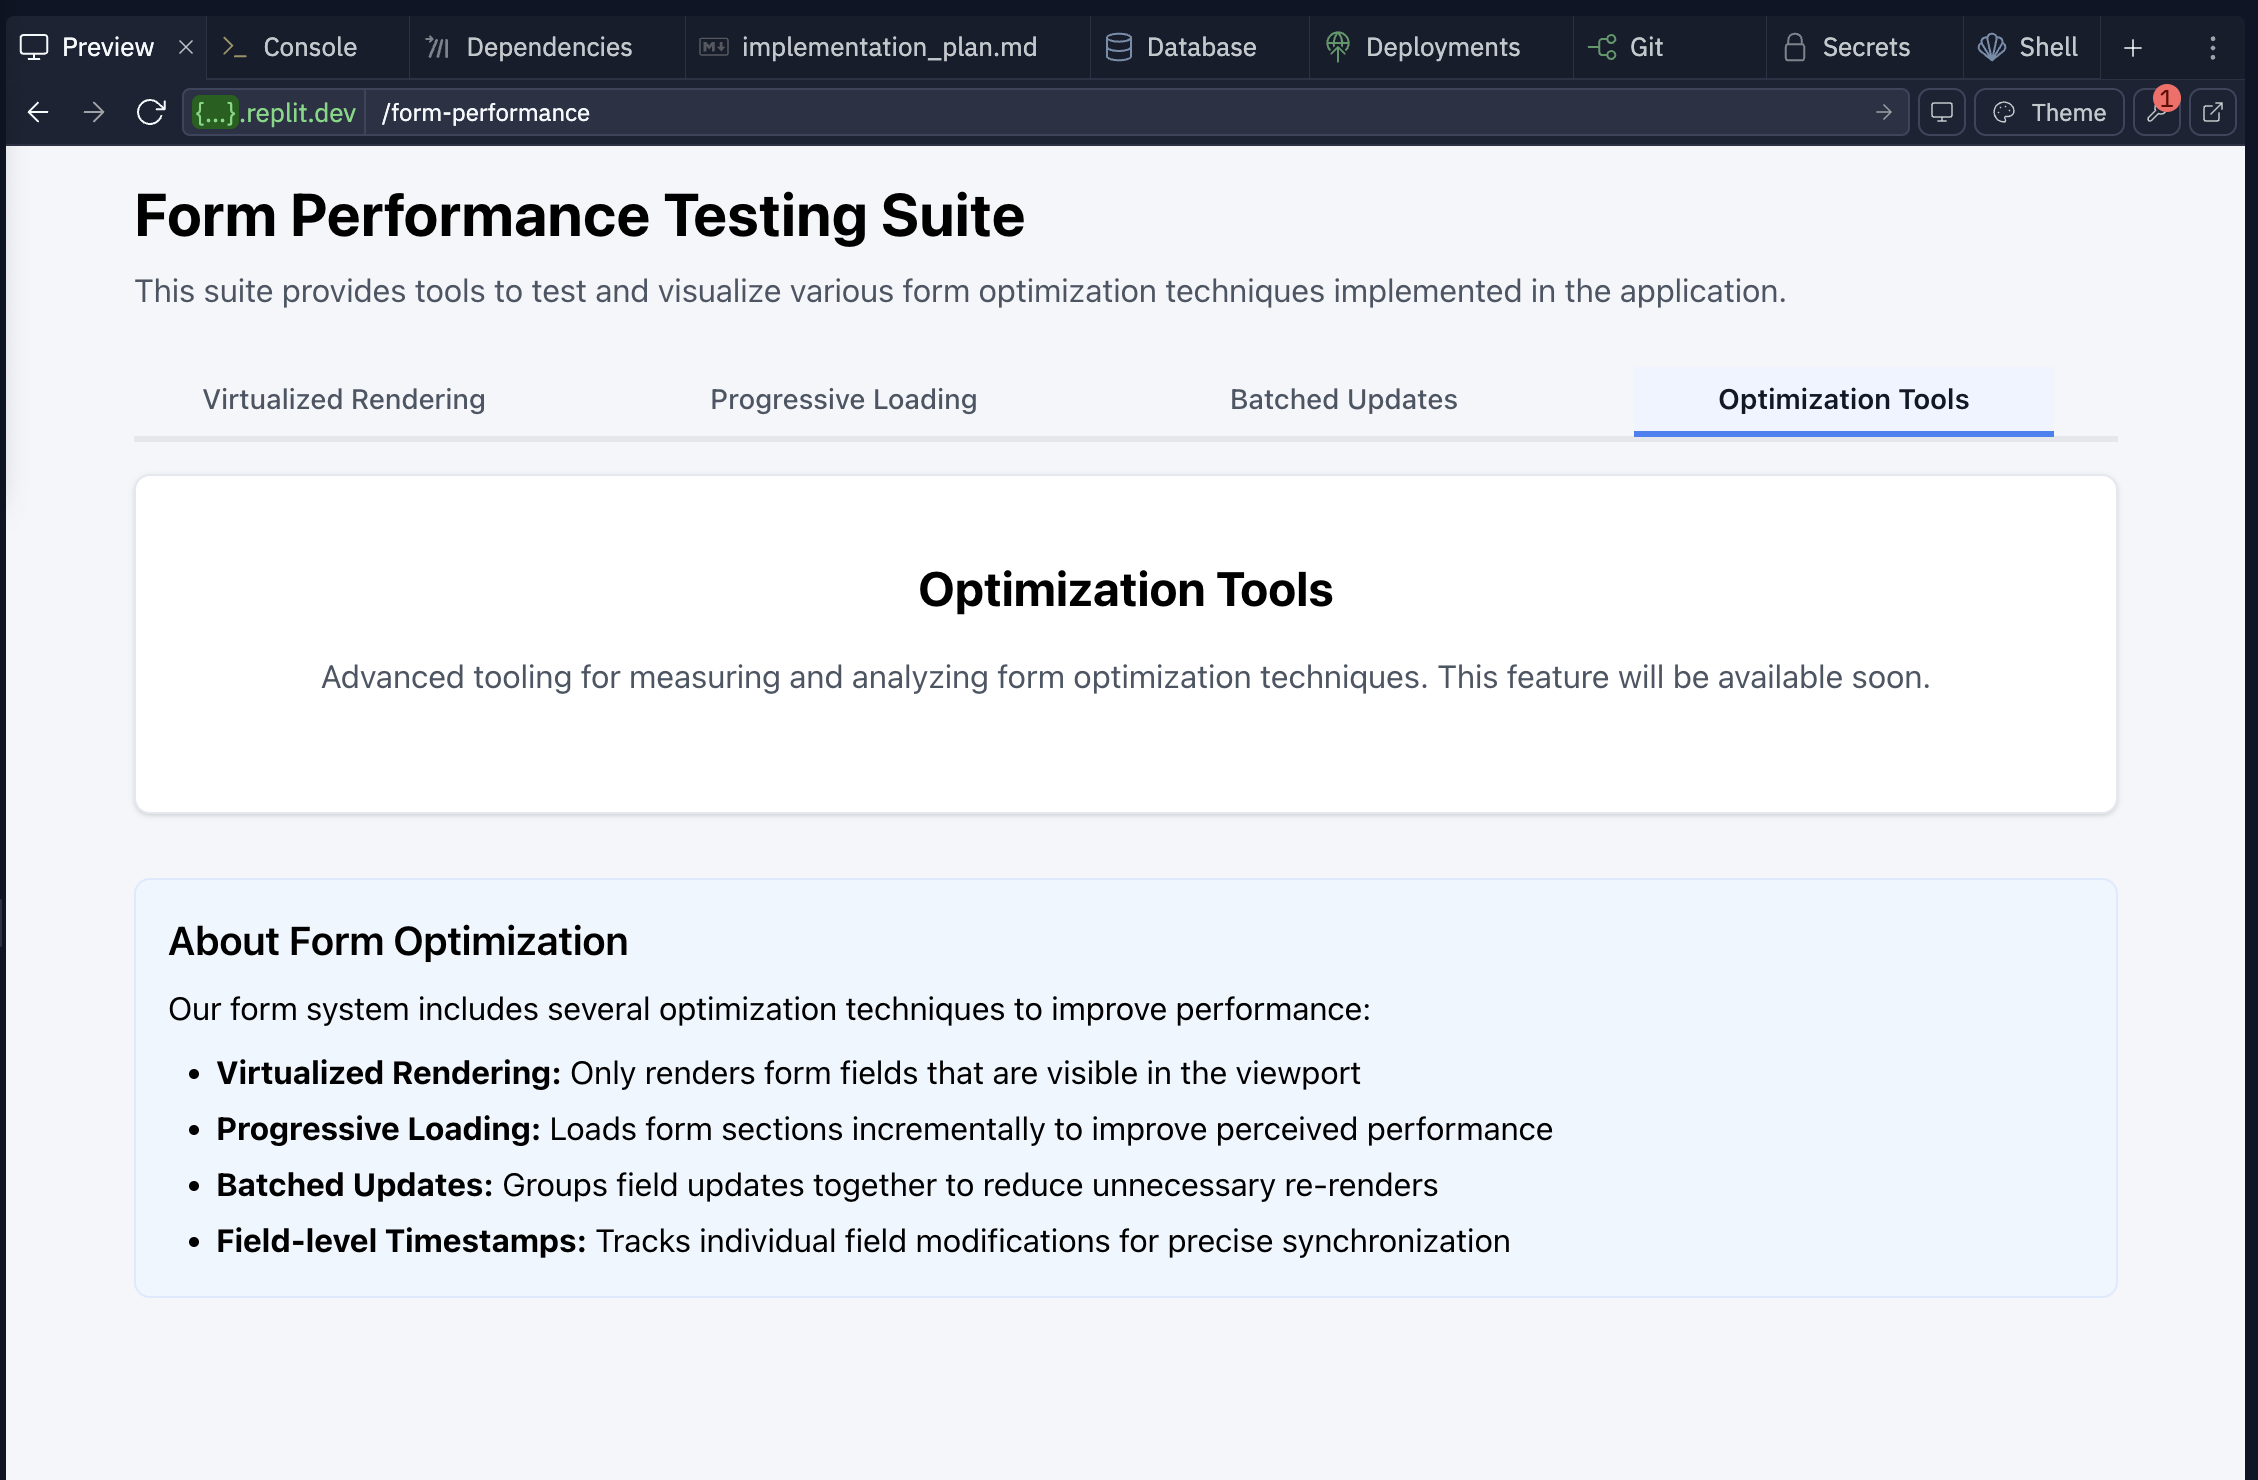 Preview
Console
Dependencies
implementation_plan.md
Database
Deployments
Git
Secrets
Shell
{...}.replit.dev
/form-performance
Theme
1
Form Performance Testing Suite
This suite provides tools to test and visualize various form optimization techniques implemented in the application.
Virtualized Rendering
Progressive Loading
Batched Updates
Optimization Tools
Optimization Tools
Advanced tooling for measuring and analyzing form optimization techniques. This feature will be available soon.
About Form Optimization
Our form system includes several optimization techniques to improve performance:
• Virtualized Rendering: Only renders form fields that are visible in the viewport
• Progressive Loading: Loads form sections incrementally to improve perceived performance
• Batched Updates: Groups field updates together to reduce unnecessary re-renders
• Field-level Timestamps: Tracks individual field modifications for precise synchronization